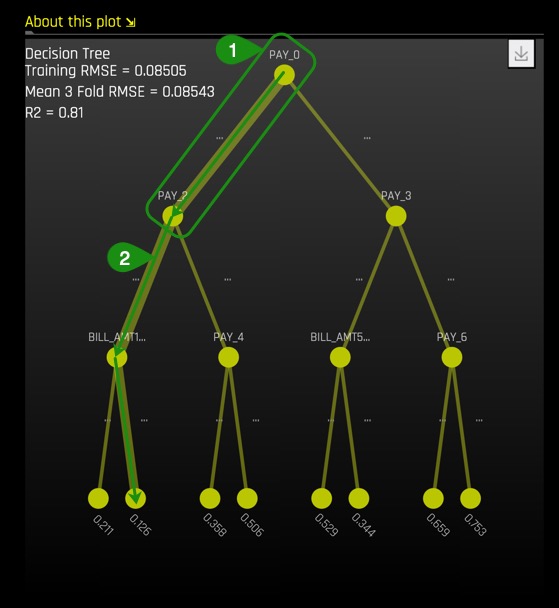 About this plot ⇲
Decision Tree
Training RMSE = 0.08505
Mean 3 Fold RMSE = 0.08543
R2 = 0.81
1
PAY_0
...
...
PAY_2
PAY_3
2
...
...
...
...
BILL_AMT1...
PAY_4
BILL_AMT5...
PAY_6
...
...
...
...
...
...
...
...
0.211
0.126
0.358
0.506
0.529
0.344
0.659
0.753